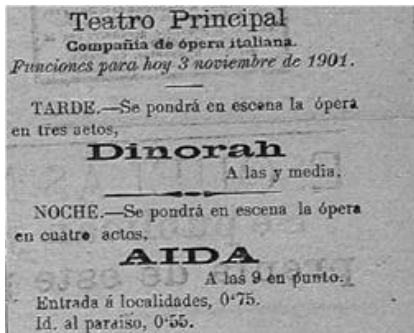 Teatro Principal
Compañia de ópera italiana.
Funciones para hoy 3 noviembre de 1901.
TARDE.—Se pondrá en escena la ópera
en tres actos,
Dinorah
A las y media.
NOCHE.—Se pondrá en escena la ópera
en cuatro actos,
AIDA
A las 9 en punto.
Entrada á localidades, 0'75.
Id. al paraiso, 0'55.